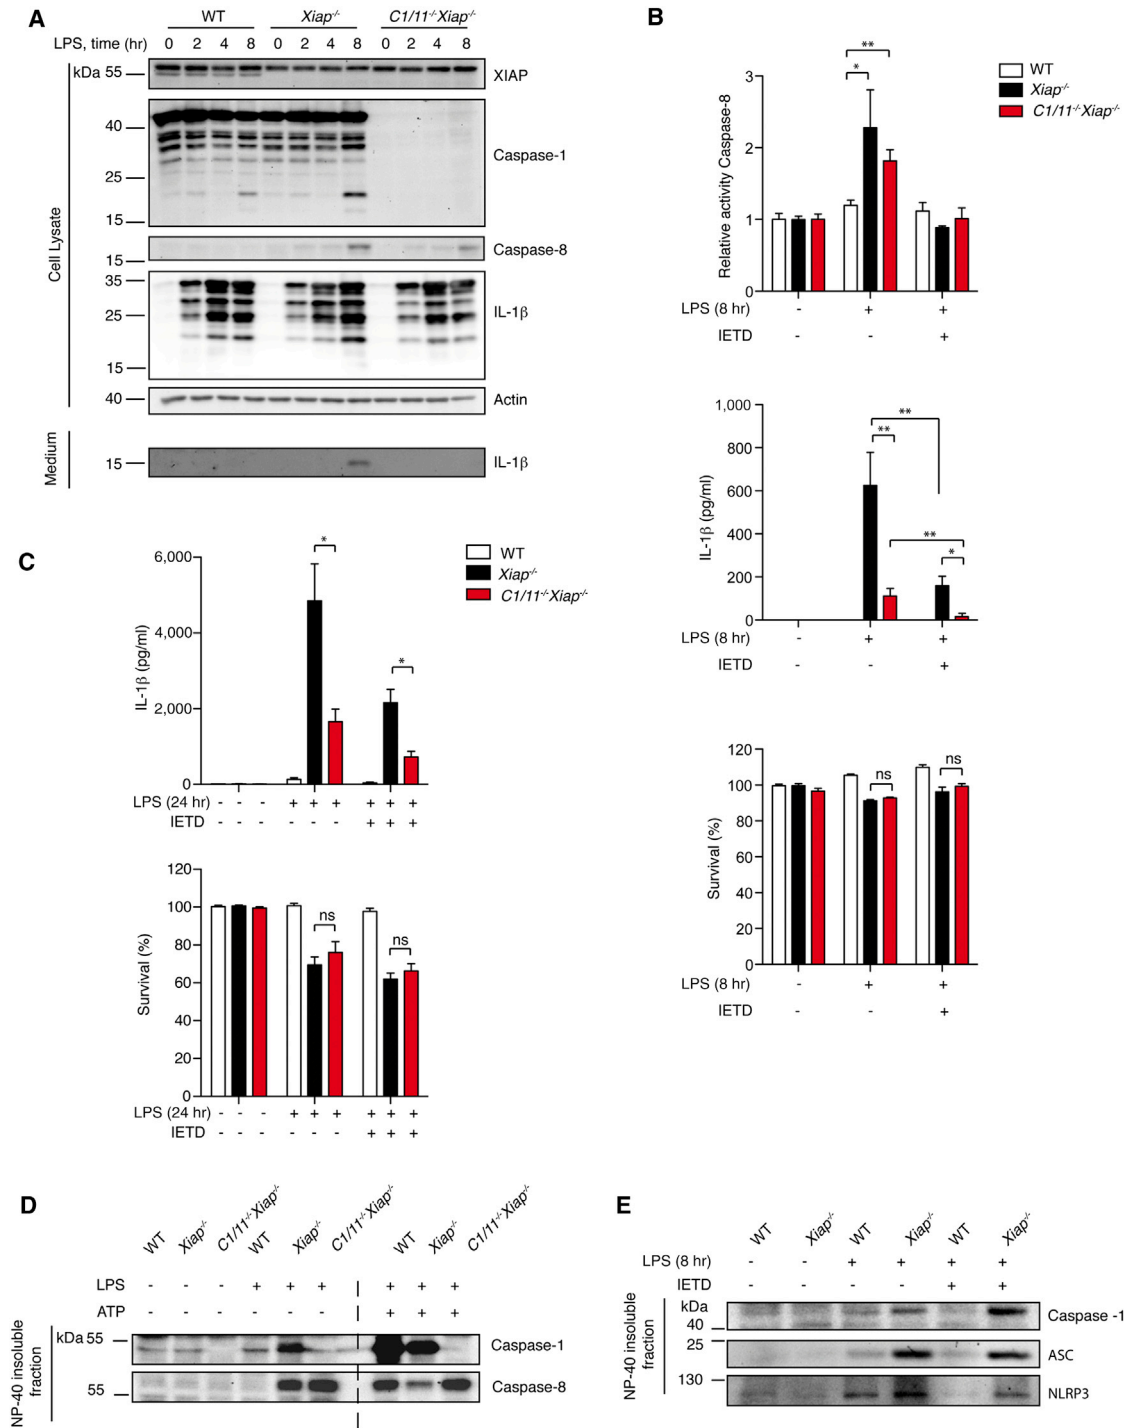 A
WT Xiap-/- C1/11-/-Xiap-/-
LPS, time (hr) 0 2 4 8 0 2 4 8 0 2 4 8
kDa 55 XIAP
40
25
15
Caspase-1
15 Caspase-8
35
25
15
IL-1β
40 Actin
Cell Lysate
15 IL-1β
Medium
B
WT
Xiap-/-
C1/11-/-Xiap-/-
** *
Relative activity Caspase-8
3
2
1
0
LPS (8 hr) - + +
IETD - - +
IL-1β (pg/ml)
1,000
800
600
400
200
0
** ** ** *
LPS (8 hr) - + +
IETD - - +
Survival (%)
120
100
80
60
40
20
0
ns ns
LPS (8 hr) - + +
IETD - - +
C
WT
Xiap-/-
C1/11-/-Xiap-/-
IL-1β (pg/ml)
6,000
4,000
2,000
0
* *
LPS (24 hr) - - - + + + + + +
IETD - - - - - - + + +
Survival (%)
120
100
80
60
40
20
0
ns ns
LPS (24 hr) - - - + + + + + +
IETD - - - - - - + + +
D
WT Xiap-/- C1/11-/-Xiap-/- WT Xiap-/- C1/11-/-Xiap-/- WT Xiap-/- C1/11-/-Xiap-/-
LPS - - - + + + + + +
ATP - - - - - - + + +
kDa 55 Caspase-1
55 Caspase-8
NP-40 insoluble
fraction
E
WT Xiap-/- WT Xiap-/- WT Xiap-/-
LPS (8 hr) - - + + + +
IETD - - - - + +
kDa
40 Caspase -1
25 ASC
130 NLRP3
NP-40 insoluble
fraction